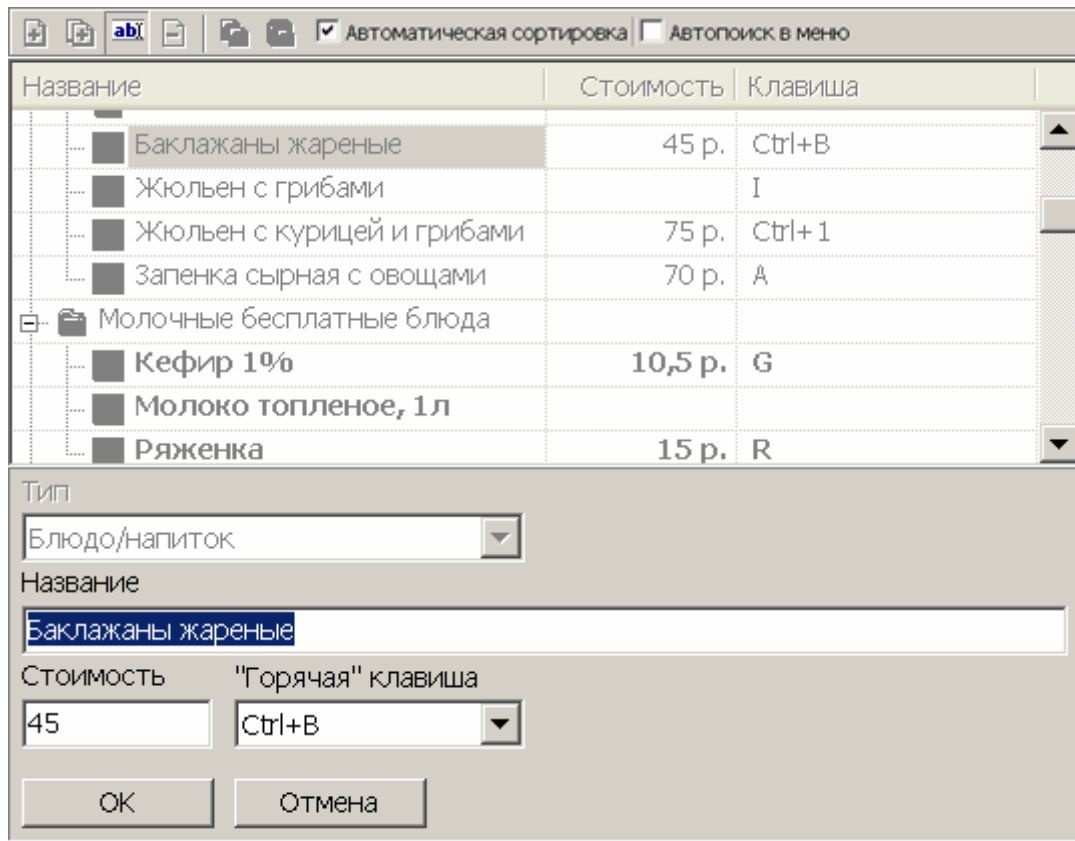 abI Автоматическая сортировка Автопоиск в меню
Название Стоимость Клавиша
Баклажаны жареные 45 р. Ctrl+B
Жюльен с грибами I
Жюльен с курицей и грибами 75 р. Ctrl+1
Запенка сырная с овощами 70 р. A
Молочные бесплатные блюда
Кефир 1% 10,5 р. G
Молоко топленое, 1л
Ряженка 15 р. R
Тип
Блюдо/напиток
Название
Баклажаны жареные
Стоимость "Горячая" клавиша
45 Ctrl+B
OK Отмена